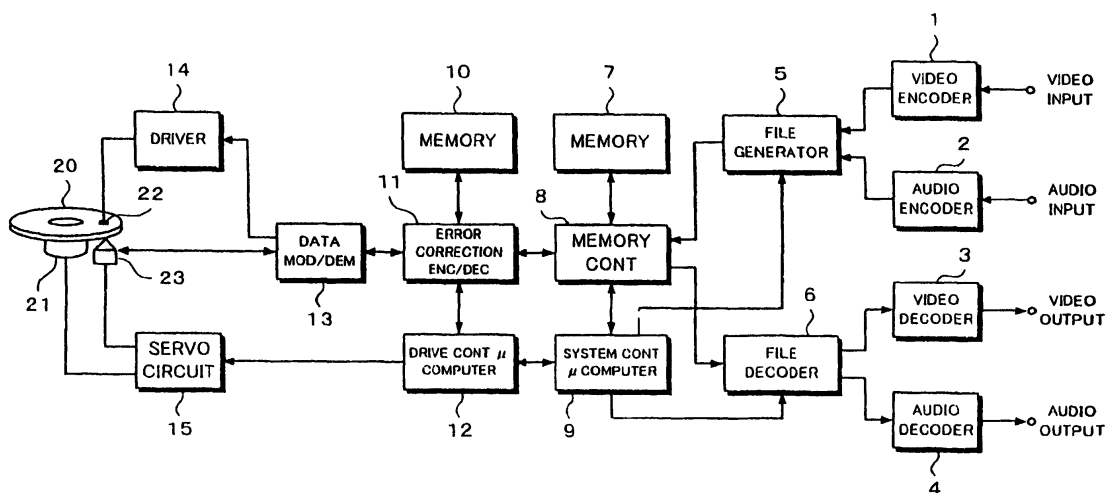 1
14
10
7
5
VIDEO
ENCODER
VIDEO
INPUT
DRIVER
MEMORY
MEMORY
FILE
GENERATOR
2
20
22
11
8
AUDIO
ENCODER
AUDIO
INPUT
DATA
MOD/DEM
ERROR
CORRECTION
ENC/DEC
MEMORY
CONT
21
23
13
3
6
VIDEO
DECODER
VIDEO
OUTPUT
SERVO
CIRCUIT
DRIVE CONT μ
COMPUTER
SYSTEM CONT
μ COMPUTER
FILE
DECODER
15
12
9
AUDIO
DECODER
AUDIO
OUTPUT
4